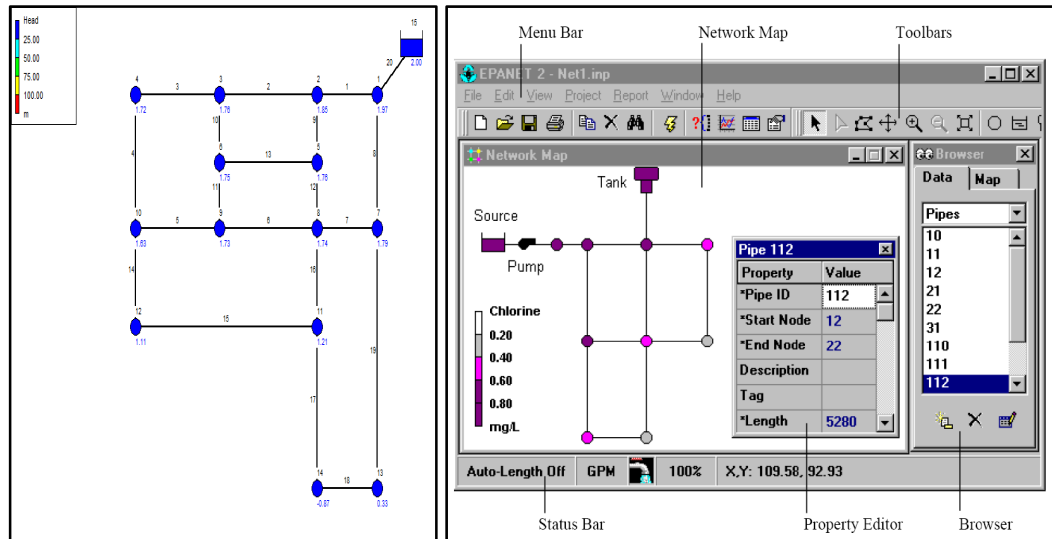 Head
25.00
50.00
75.00
100.00
m
15
20
2.00
4
3
3
2
2
1
1
1.72
1.76
1.85
1.97
10
9
6
13
5
1.75
1.76
4
8
11
12
10
5
9
6
8
7
7
1.63
1.73
1.74
1.79
14
16
12
15
11
1.11
1.21
19
17
14
18
13
-0.87
0.33
Menu Bar
Network Map
Toolbars
EPANET 2 - Net1.inp
File Edit View Project Report Window Help
Network Map
Browser
Data Map
Pipes
10
11
12
21
22
31
110
111
112
Tank
Source
Pump
Chlorine
0.20
0.40
0.60
0.80
mg/L
Pipe 112
Property Value
*Pipe ID 112
*Start Node 12
*End Node 22
Description
Tag
*Length 5280
Auto-Length Off GPM 100% X,Y: 109.58, 92.93
Status Bar
Property Editor
Browser